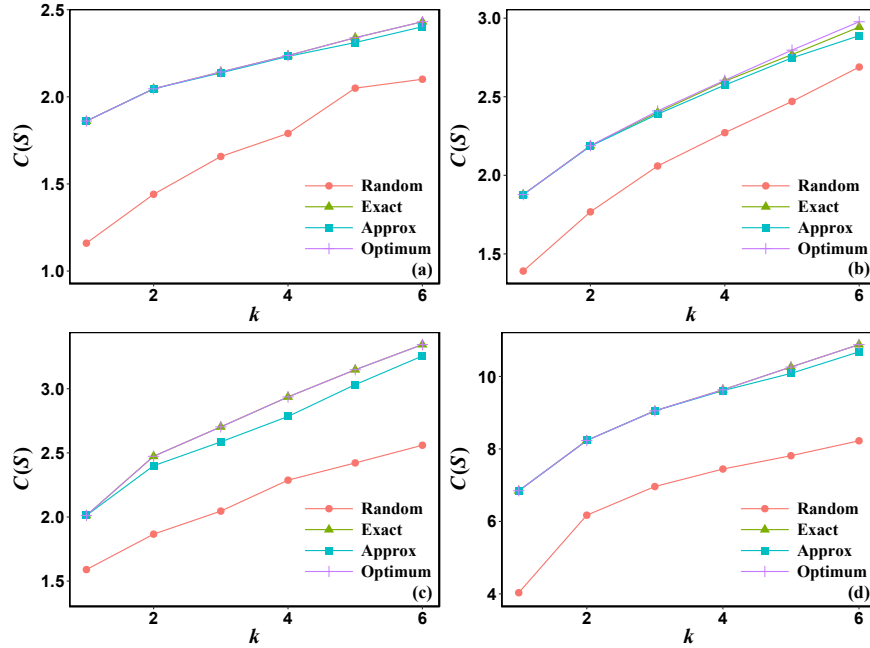 2.5
2.0
1.5
1.0
C(S)
2
4
6
k
Random
Exact
Approx
Optimum
(a)
3.0
2.5
2.0
1.5
C(S)
2
4
6
k
Random
Exact
Approx
Optimum
(b)
3.0
2.5
2.0
1.5
C(S)
2
4
6
k
Random
Exact
Approx
Optimum
(c)
10
8
6
4
C(S)
2
4
6
k
Random
Exact
Approx
Optimum
(d)